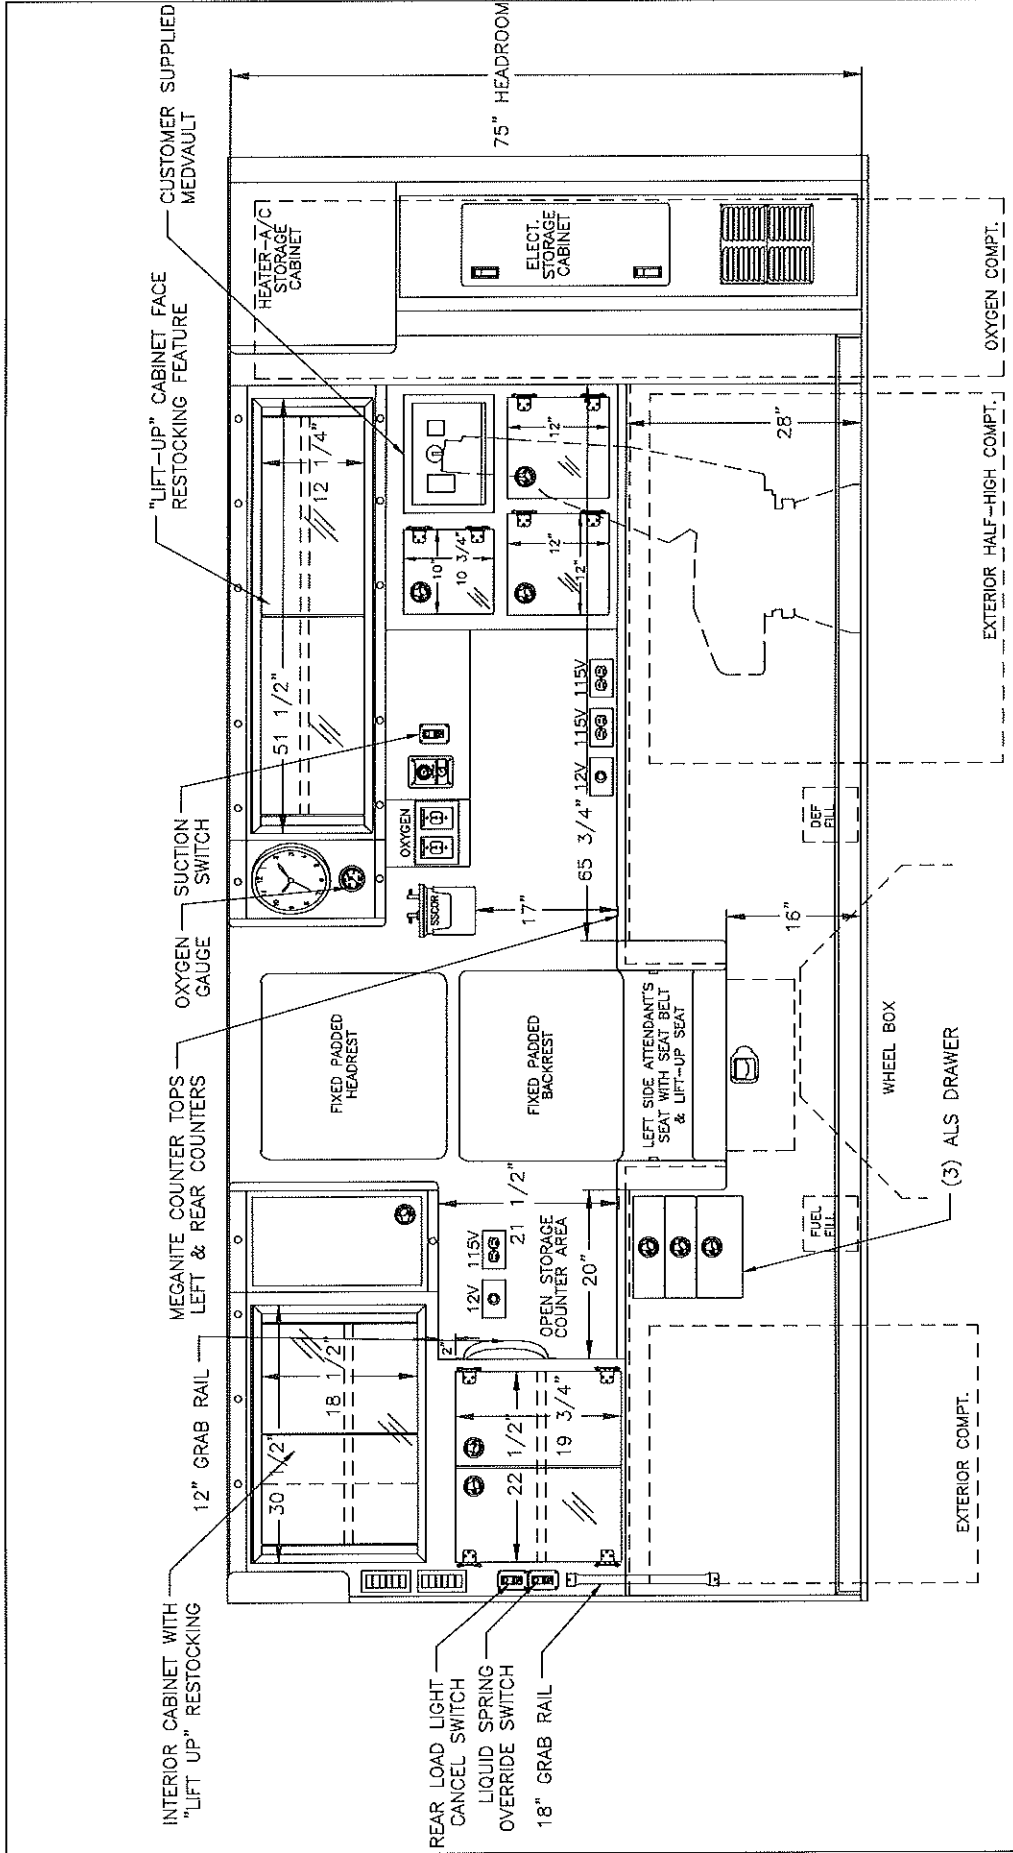 INTERIOR CABINET WITH
"LIFT UP" RESTOCKING
12" GRAB RAIL
MEGANITE COUNTER TOPS
LEFT & REAR COUNTERS
OXYGEN
GAUGE
SUCTION
SWITCH
"LIFT-UP" CABINET FACE
RESTOCKING FEATURE
CUSTOMER SUPPLIED
MEDVAULT
REAR LOAD LIGHT
CANCEL SWITCH
LIQUID SPRING
OVERRIDE SWITCH
18" GRAB RAIL
30 1/2"
18 1/2"
2"
22 1/2"
19 3/4"
12V 115V
21 1/2"
OPEN STORAGE
COUNTER AREA
20"
FIXED PADDED
HEADREST
FIXED PADDED
BACKREST
LEFT SIDE ATTENDANT'S
SEAT WITH SEAT BELT
& LIFT-UP SEAT
SSCOR
17"
OXYGEN
51 1/2"
12 1/4"
10"
10 3/4"
12"
12"
12"
12V 115V 115V
65 3/4"
HEATER-A/C
STORAGE
CABINET
ELECT.
STORAGE
CABINET
75" HEADROOM
28"
16"
EXTERIOR COMPT.
FUEL
FILL
(3) ALS DRAWER
WHEEL BOX
DEF
FILL
EXTERIOR HALF-HIGH COMPT.
OXYGEN COMPT.